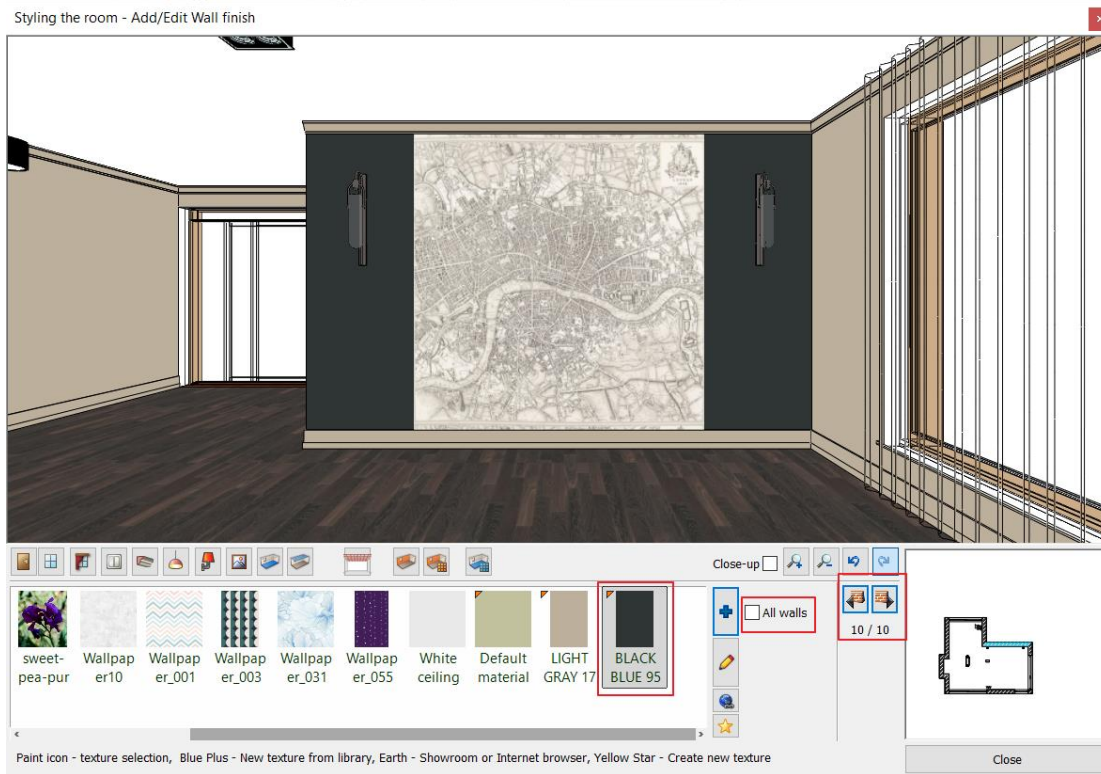 Styling the room - Add/Edit Wall finish
Close-up
All walls
10 / 10
sweet-
pea-pur
Wallpap
er10
Wallpap
er_001
Wallpap
er_003
Wallpap
er_031
Wallpap
er_055
White
ceiling
Default
material
LIGHT
GRAY 17
BLACK
BLUE 95
Paint icon - texture selection, Blue Plus - New texture from library, Earth - Showroom or Internet browser, Yellow Star - Create new texture
Close